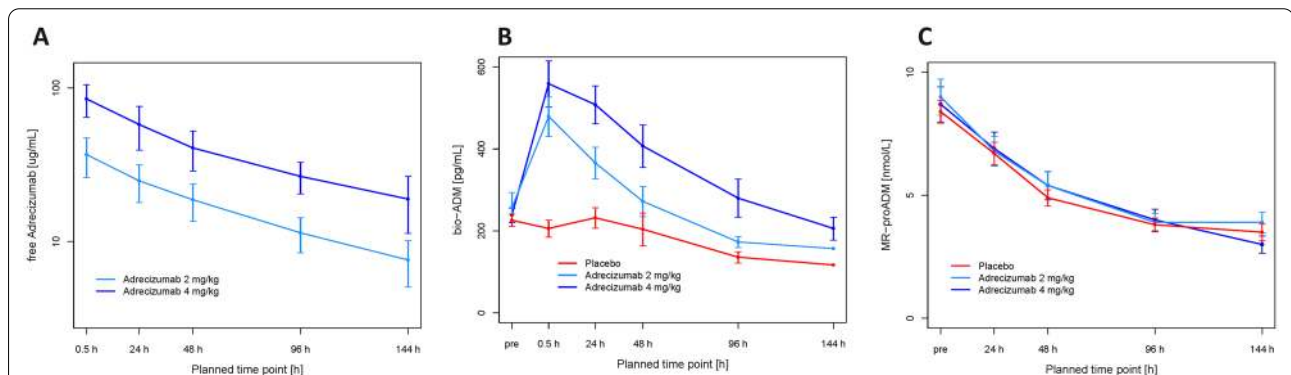 A
free Adrecizumab [ug/mL]
100
10
Adrecizumab 2 mg/kg
Adrecizumab 4 mg/kg
0.5 h
24 h
48 h
96 h
144 h
Planned time point [h]
B
bio-ADM [pg/mL]
600
400
200
0
Placebo
Adrecizumab 2 mg/kg
Adrecizumab 4 mg/kg
pre
0.5 h
24 h
48 h
96 h
144 h
Planned time point [h]
C
MR-proADM [nmol/L]
10
5
0
Placebo
Adrecizumab 2 mg/kg
Adrecizumab 4 mg/kg
pre
24 h
48 h
96 h
144 h
Planned time point [h]